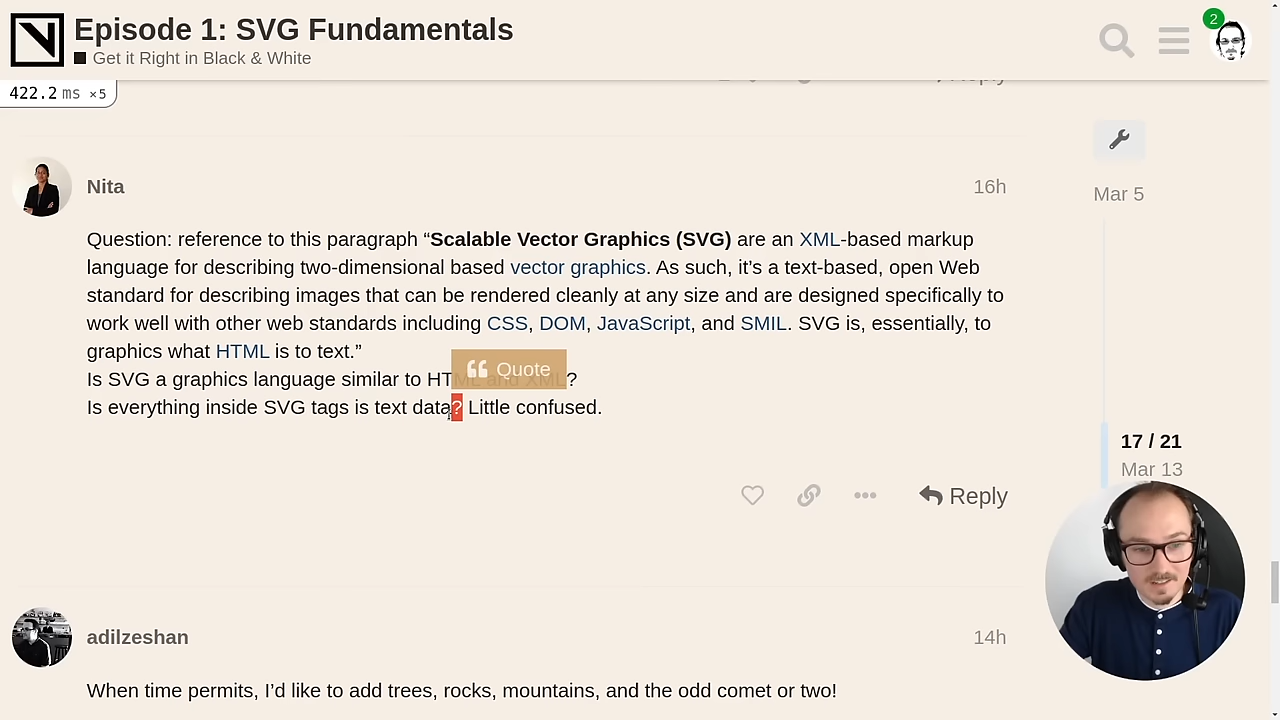 Episode 1: SVG Fundamentals
Get it Right in Black & White
2
422.2 ms ×5
Reply
Mar 5
Nita
16h
Question: reference to this paragraph “Scalable Vector Graphics (SVG) are an XML-based markup
language for describing two-dimensional based vector graphics. As such, it’s a text-based, open Web
standard for describing images that can be rendered cleanly at any size and are designed specifically to
work well with other web standards including CSS, DOM, JavaScript, and SMIL. SVG is, essentially, to
graphics what HTML is to text.”
Quote
Is SVG a graphics language similar to HTML and XML?
Is everything inside SVG tags is text data? Little confused.
17 / 21
Mar 13
Reply
adilzeshan
14h
When time permits, I’d like to add trees, rocks, mountains, and the odd comet or two!